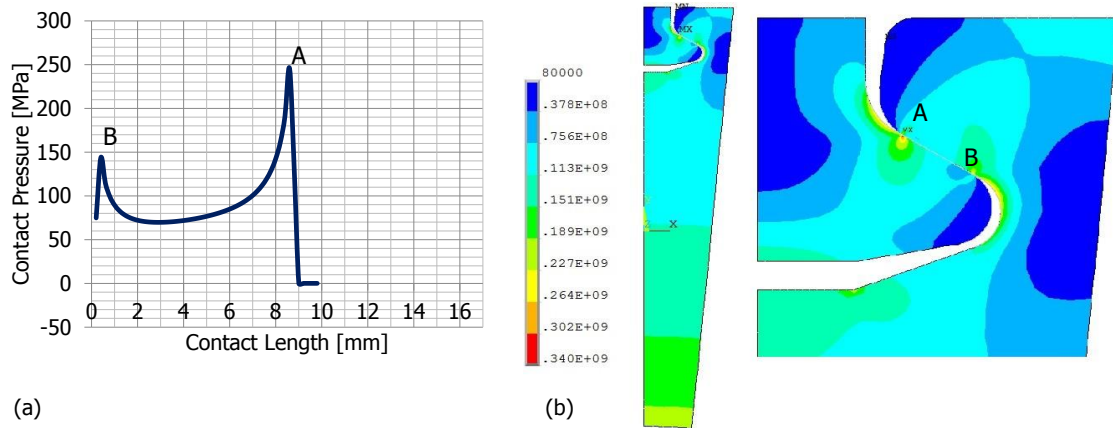 300
250
200
150
100
50
0
-50
Contact Pressure [MPa]
B
A
0 2 4 6 8 10 12 14 16
Contact Length [mm]
(a)
80000
.378E+08
.756E+08
.113E+09
.151E+09
.189E+09
.227E+09
.264E+09
.302E+09
.340E+09
MN
MX
X
A
B
(b)